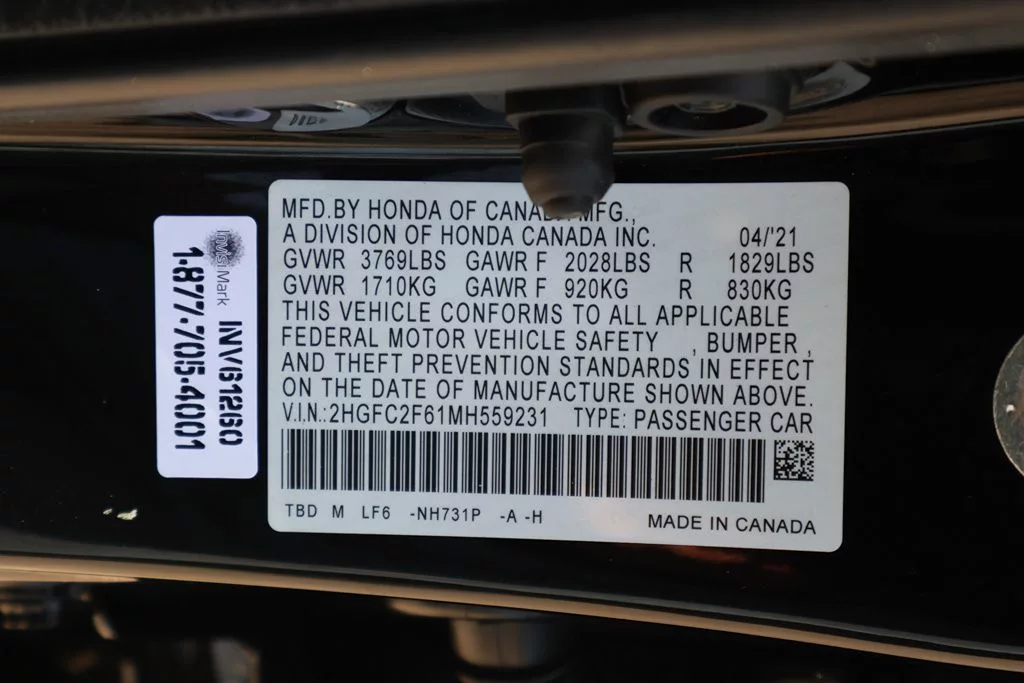 MFD.BY HONDA OF CANADA MFG.,
A DIVISION OF HONDA CANADA INC. 04/'21
GVWR 3769LBS GAWR F 2028LBS R 1829LBS
GVWR 1710KG GAWR F 920KG R 830KG
THIS VEHICLE CONFORMS TO ALL APPLICABLE
FEDERAL MOTOR VEHICLE SAFETY , BUMPER ,
AND THEFT PREVENTION STANDARDS IN EFFECT
ON THE DATE OF MANUFACTURE SHOWN ABOVE.
V.I.N.:2HGFC2F61MH559231 TYPE: PASSENGER CAR
TBD M LF6 -NH731P -A -H MADE IN CANADA
InvisiMark
INV61260
1-877-705-4001